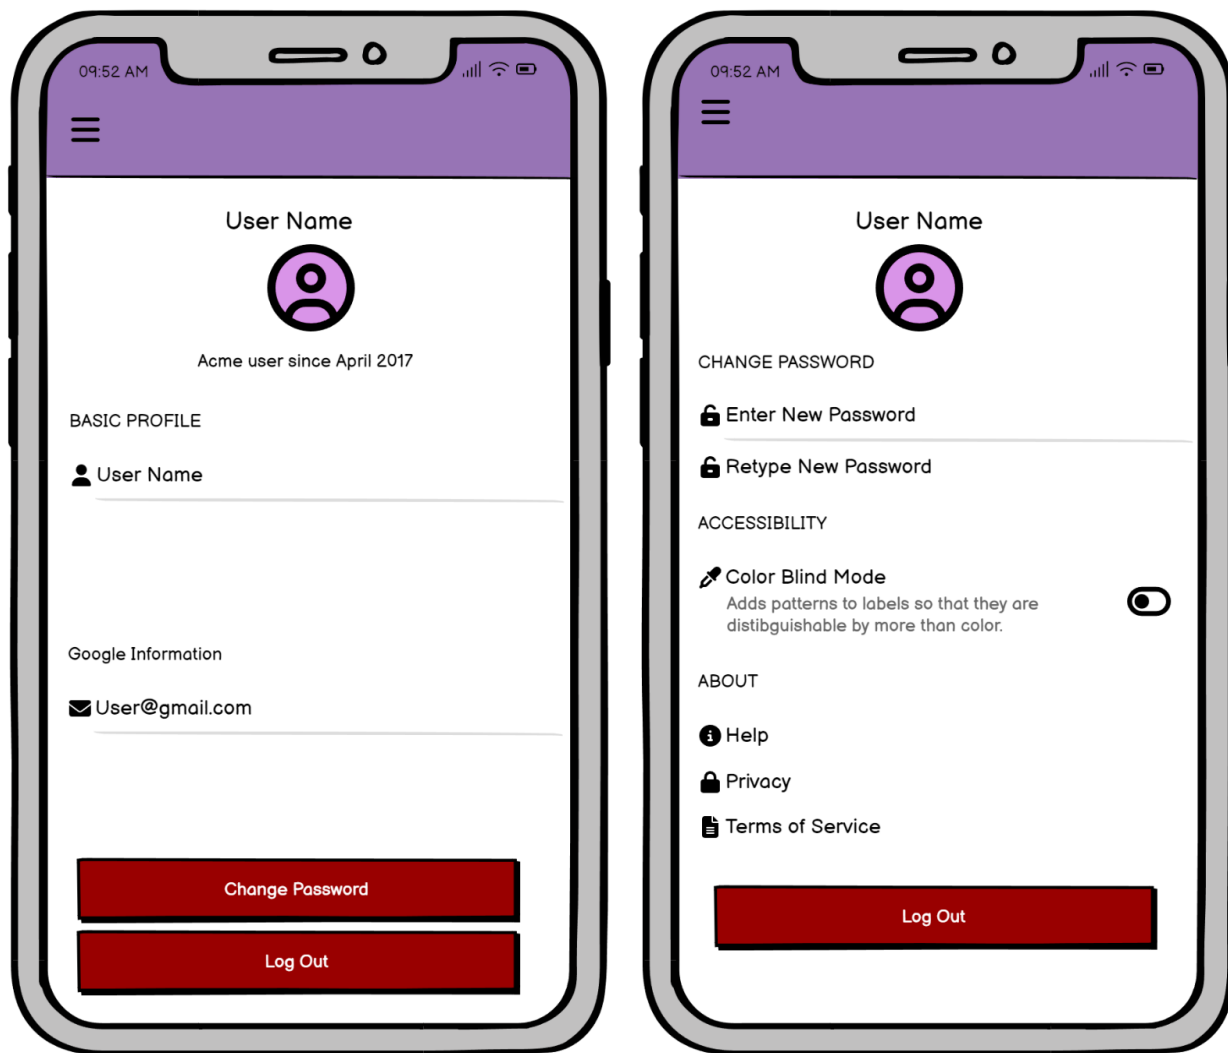 09:52 AM
User Name
Acme user since April 2017
BASIC PROFILE
User Name
Google Information
User@gmail.com
Change Password
Log Out
09:52 AM
User Name
CHANGE PASSWORD
Enter New Password
Retype New Password
ACCESSIBILITY
Color Blind Mode
Adds patterns to labels so that they are
distibguishable by more than color.
ABOUT
Help
Privacy
Terms of Service
Log Out